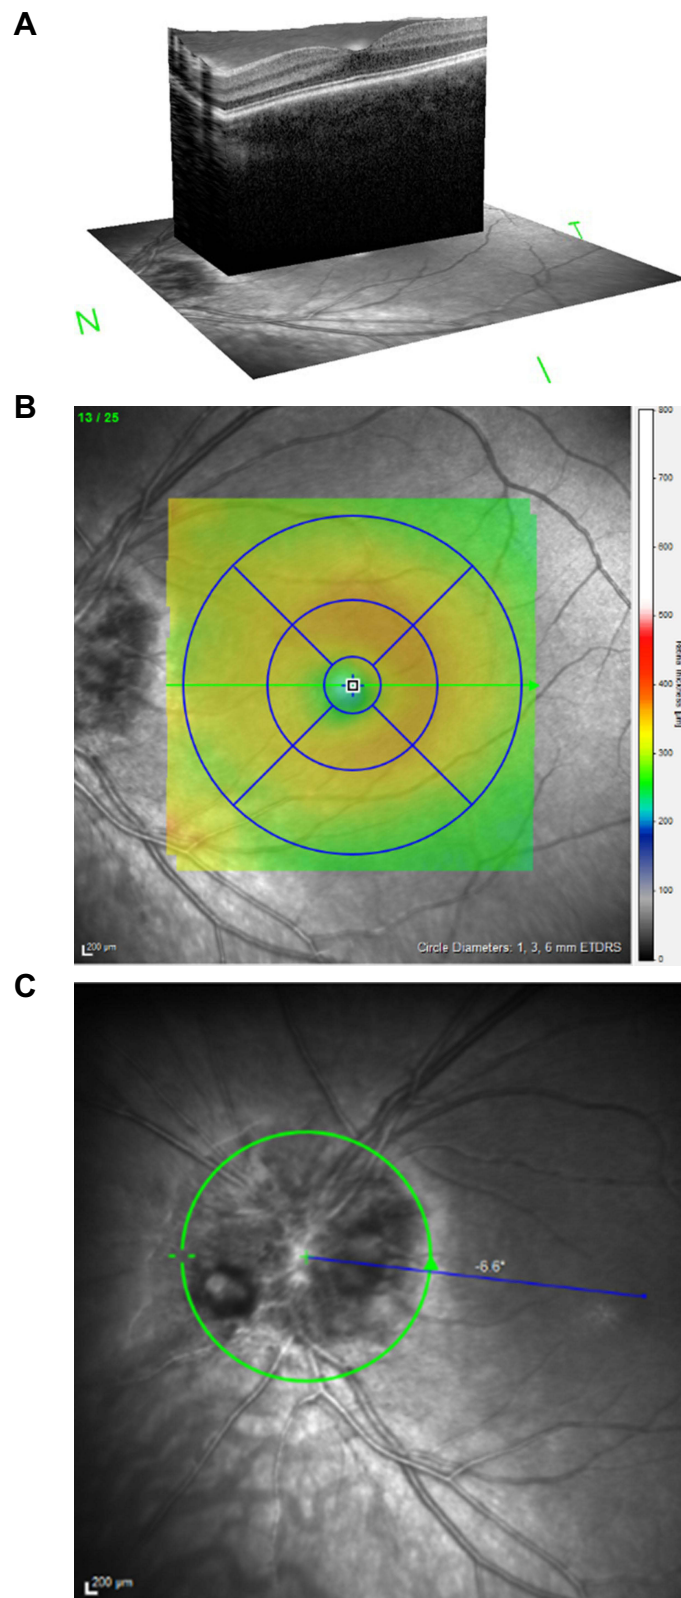 A
T
N
I
B
13 / 25
800
700
600
500
400
300
200
100
0
Retina Thickness [µm]
200 µm
Circle Diameters: 1, 3, 6 mm ETDRS
C
-6.6°
200 µm